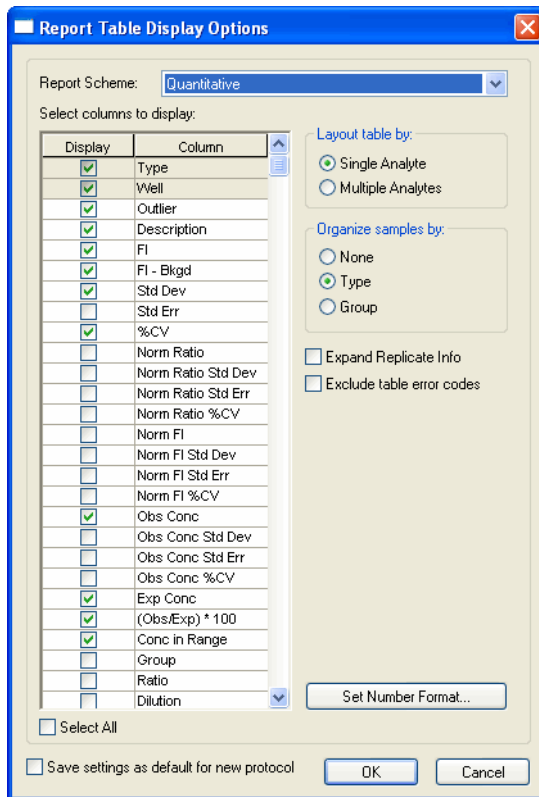 Report Table Display Options
Report Scheme: Quantitative
Select columns to display:
Display Column
Type
Well
Outlier
Description
FI
FI - Bkgd
Std Dev
Std Err
%CV
Norm Ratio
Norm Ratio Std Dev
Norm Ratio Std Err
Norm Ratio %CV
Norm FI
Norm FI Std Dev
Norm FI Std Err
Norm FI %CV
Obs Conc
Obs Conc Std Dev
Obs Conc Std Err
Obs Conc %CV
Exp Conc
(Obs/Exp) * 100
Conc in Range
Group
Ratio
Dilution
Select All
Layout table by:
Single Analyte
Multiple Analytes
Organize samples by:
None
Type
Group
Expand Replicate Info
Exclude table error codes
Set Number Format...
Save settings as default for new protocol
OK
Cancel